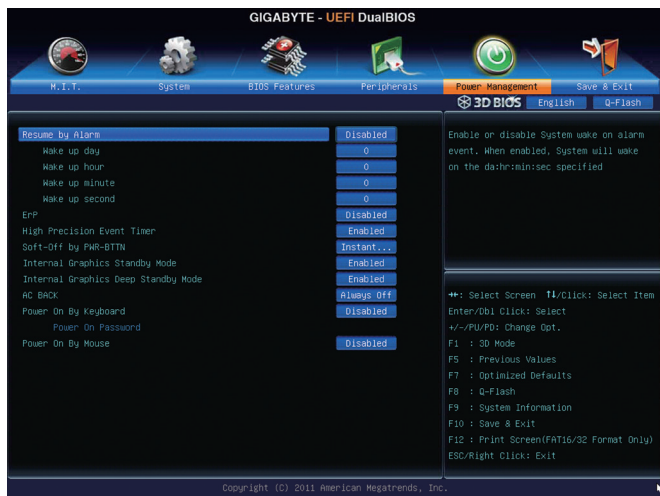 GIGABYTE - UEFI DualBIOS
M.I.T. System BIOS Features Peripherals Power Management Save & Exit
3D BIOS English Q-Flash
Resume by Alarm Disabled
Wake up day 0
Wake up hour 0
Wake up minute 0
Wake up second 0
ErP Disabled
High Precision Event Timer Enabled
Soft-Off by PWR-BTTN Instant...
Internal Graphics Standby Mode Enabled
Internal Graphics Deep Standby Mode Enabled
AC BACK Always Off
Power On By Keyboard Disabled
Power On Password
Power On By Mouse Disabled
Enable or disable System wake on alarm
event. When enabled, System will wake
on the da:hr:min:sec specified
→←: Select Screen ↑↓/Click: Select Item
Enter/Dbl Click: Select
+/-/PU/PD: Change Opt.
F1 : 3D Mode
F5 : Previous Values
F7 : Optimized Defaults
F8 : Q-Flash
F9 : System Information
F10 : Save & Exit
F12 : Print Screen(FAT16/32 Format Only)
ESC/Right Click: Exit
Copyright (C) 2011 American Megatrends, Inc.